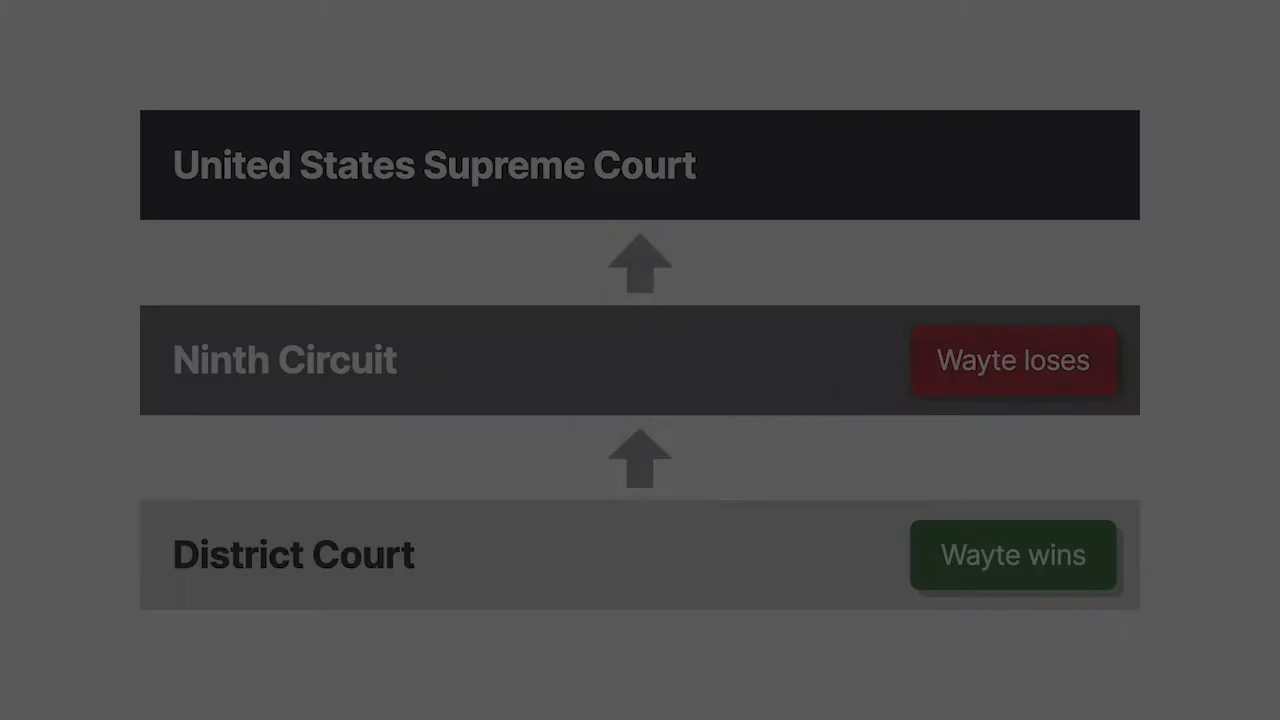 United States Supreme Court
Ninth Circuit
Wayte loses
District Court
Wayte wins